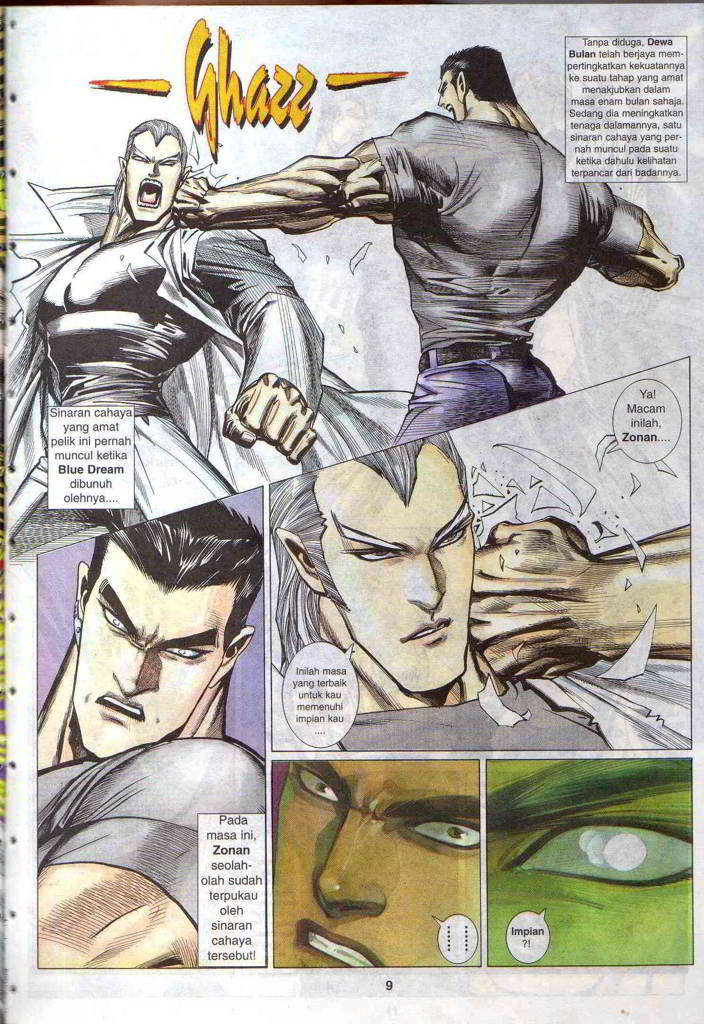 Ghazz
Tanpa diduga, Dewa
Bulan telah berjaya mem-
pertingkatkan kekuatannya
ke suatu tahap yang amat
menakjubkan dalam
masa enam bulan sahaja.
Sedang dia meningkatkan
tenaga dalamannya, satu
sinaran cahaya yang per-
nah muncul pada suatu
ketika dahulu kelihatan
terpancar dari badannya.
Sinaran cahaya
yang amat
pelik ini pernah
muncul ketika
Blue Dream
dibunuh
olehnya....
Ya!
Macam
inilah,
Zonan....
Inilah masa
yang terbaik
untuk kau
memenuhi
impian kau
....
Pada
masa ini,
Zonan
seolah-
olah sudah
terpukau
oleh
sinaran
cahaya
tersebut!
Impian
?!
9